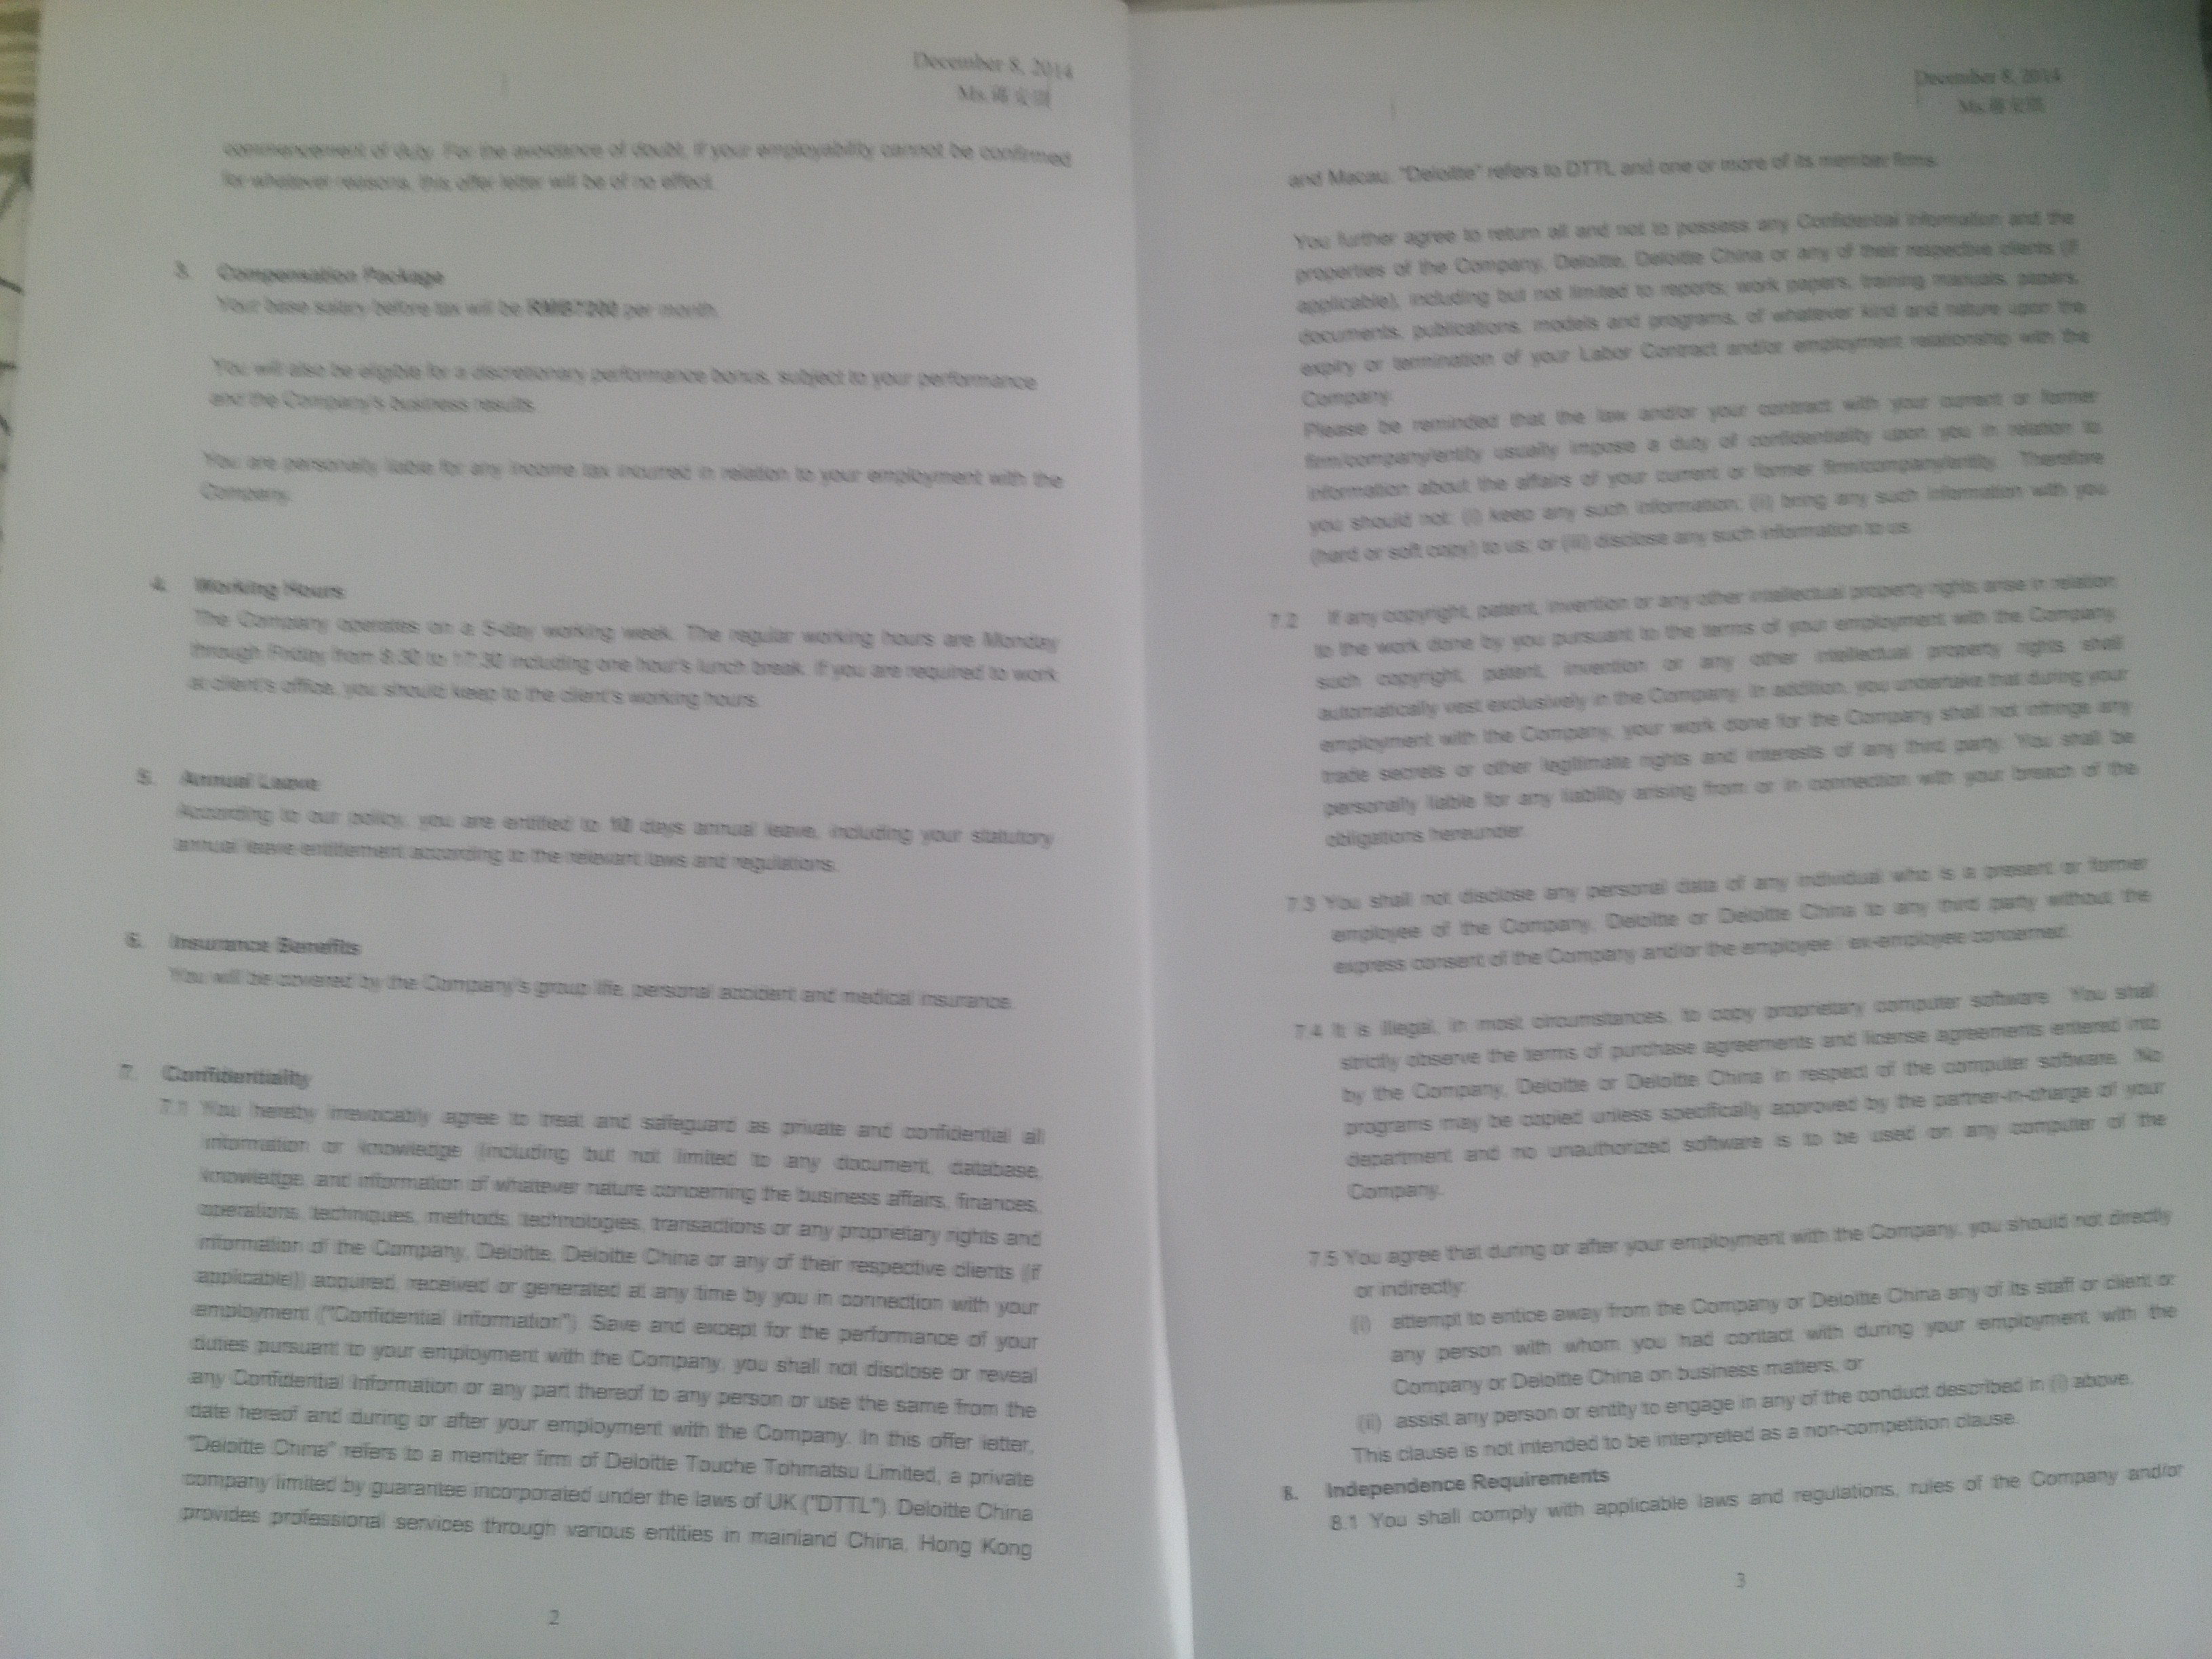 December 8, 2014
Ms.
commencement of duty. For the avoidance of doubt, if your employability cannot be confirmed
for whatever reasons, this offer letter will be of no effect.
3. Compensation Package
Your base salary before tax will be per month.
You will also be eligible for a discretionary performance bonus, subject to your performance
and the Company's business results.
You are personally liable for any income tax incurred in relation to your employment with the
Company.
4. Working Hours
The Company operates on a 5-day working week. The regular working hours are Monday
through Friday from 8:30 to 17:30 including one hour's lunch break. If you are required to work
at client's office, you should keep to the client's working hours.
5. Annual Leave
According to our policy, you are entitled to days annual leave, including your statutory
annual leave entitlement according to the relevant laws and regulations.
6. Insurance Benefits
You will be covered by the Company's group life, personal accident and medical insurance.
7. Confidentiality
7.1 You hereby irrevocably agree to treat and safeguard as private and confidential all
information or knowledge (including but not limited to any document, database,
knowledge, and information of whatever nature concerning the business affairs, finances,
operations, techniques, methods, technologies, transactions or any proprietary rights and
information of the Company, Deloitte, Deloitte China or any of their respective clients (if
applicable)) acquired, received or generated at any time by you in connection with your
employment ("Confidential Information"). Save and except for the performance of your
duties pursuant to your employment with the Company, you shall not disclose or reveal
any Confidential Information or any part thereof to any person or use the same from the
date hereof and during or after your employment with the Company. In this offer letter,
"Deloitte China" refers to a member firm of Deloitte Touche Tohmatsu Limited, a private
company limited by guarantee incorporated under the laws of UK ("DTTL"). Deloitte China
provides professional services through various entities in mainland China, Hong Kong
2
December 8, 2014
Ms.
and Macau. "Deloitte" refers to DTTL and one or more of its member firms.
You further agree to return all and not to possess any Confidential Information and the
properties of the Company, Deloitte, Deloitte China or any of their respective clients (if
applicable), including but not limited to reports, work papers, training manuals, papers,
documents, publications, models and programs, of whatever kind and nature upon the
expiry or termination of your Labor Contract and/or employment relationship with the
Company.
Please be reminded that the law and/or your contract with your current or former
firm/company/entity usually impose a duty of confidentiality upon you in relation to
information about the affairs of your current or former firm/company/entity. Therefore
you should not: (i) keep any such information; (ii) bring any such information with you
(hard or soft copy) to us; or (iii) disclose any such information to us.
7.2 If any copyright, patent, invention or any other intellectual property rights arise in relation
to the work done by you pursuant to the terms of your employment with the Company,
such copyright, patent, invention or any other intellectual property rights shall
automatically vest exclusively in the Company. In addition, you undertake that during your
employment with the Company, your work done for the Company shall not infringe any
trade secrets or other legitimate rights and interests of any third party. You shall be
personally liable for any liability arising from or in connection with your breach of the
obligations hereunder.
7.3 You shall not disclose any personal data of any individual who is a present or former
employee of the Company, Deloitte or Deloitte China to any third party without the
express consent of the Company and/or the employee / ex-employee concerned.
7.4 It is illegal, in most circumstances, to copy proprietary computer software. You shall
strictly observe the terms of purchase agreements and license agreements entered into
by the Company, Deloitte or Deloitte China in respect of the computer software. No
programs may be copied unless specifically approved by the partner-in-charge of your
department and no unauthorized software is to be used on any computer of the
Company.
7.5 You agree that during or after your employment with the Company, you should not directly
or indirectly:
(i) attempt to entice away from the Company or Deloitte China any of its staff or client or
any person with whom you had contact with during your employment with the
Company or Deloitte China on business matters, or
(ii) assist any person or entity to engage in any of the conduct described in (i) above.
This clause is not intended to be interpreted as a non-competition clause.
8. Independence Requirements
8.1 You shall comply with applicable laws and regulations, rules of the Company and/or
3